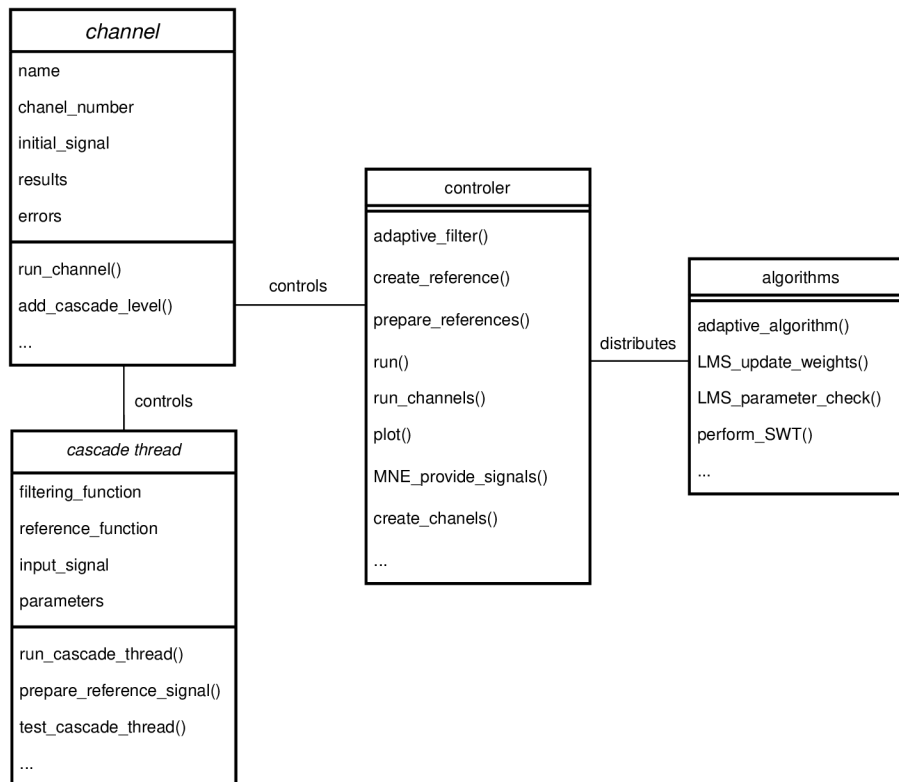 channel
name
chanel_number
initial_signal
results
errors
run_channel()
add_cascade_level()
...
controls
cascade thread
filtering_function
reference_function
input_signal
parameters
run_cascade_thread()
prepare_reference_signal()
test_cascade_thread()
...
controls
controler
adaptive_filter()
create_reference()
prepare_references()
run()
run_channels()
plot()
MNE_provide_signals()
create_chanels()
...
distributes
algorithms
adaptive_algorithm()
LMS_update_weights()
LMS_parameter_check()
perform_SWT()
...